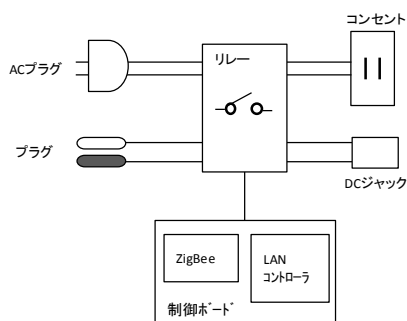 コンセント
リレー
ACプラグ
プラグ
DCジャック
ZigBee
LAN
コントローラ
制御ボード